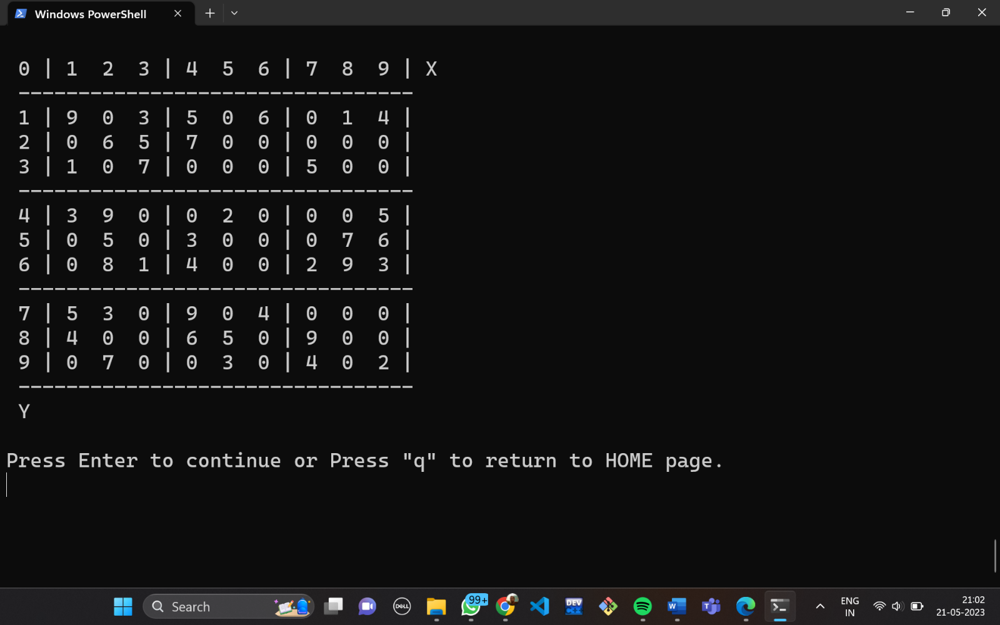 Windows PowerShell
0 | 1 2 3 | 4 5 6 | 7 8 9 | X
---------------------------------
1 | 9 0 3 | 5 0 6 | 0 1 4 |
2 | 0 6 5 | 7 0 0 | 0 0 0 |
3 | 1 0 7 | 0 0 0 | 5 0 0 |
---------------------------------
4 | 3 9 0 | 0 2 0 | 0 0 5 |
5 | 0 5 0 | 3 0 0 | 0 7 6 |
6 | 0 8 1 | 4 0 0 | 2 9 3 |
---------------------------------
7 | 5 3 0 | 9 0 4 | 0 0 0 |
8 | 4 0 0 | 6 5 0 | 9 0 0 |
9 | 0 7 0 | 0 3 0 | 4 0 2 |
---------------------------------
Y
Press Enter to continue or Press "q" to return to HOME page.
Search
DELL
99+
DEV
C++
W
T
ENG
IN
21:02
21-05-2023